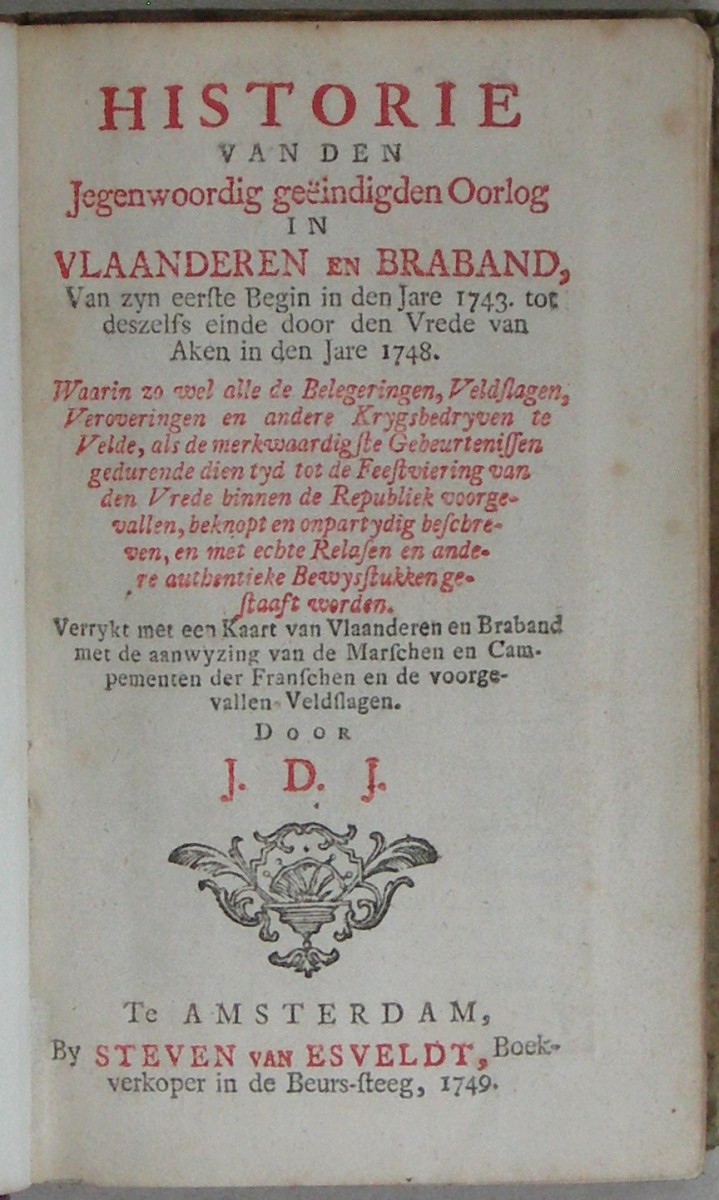 HISTORIE
VAN DEN
Jegenwoordig geëindigden Oorlog
IN
VLAANDEREN EN BRABAND,
Van zyn eerſte Begin in den Jare 1743. tot
deszelfs einde door den Vrede van
Aken in den Jare 1748.
Waarin zo wel alle de Belegeringen, Veldſlagen,
Veroveringen en andere Krygsbedryven te
Velde, als de merkwaardigſte Gebeurteniſſen
gedurende dien tyd tot de Feeſtviering van
den Vrede binnen de Republiek voorge-
vallen, beknopt en onpartydig beſchre-
ven, en met echte Relaſen en ande-
re authentieke Bewysſtukken ge-
ſtaaft worden.
Verrykt met een Kaart van Vlaanderen en Braband
met de aanwyzing van de Marſchen en Cam-
pementen der Franſchen en de voorge-
vallen Veldſlagen.
DOOR
J. D. J.
Te AMSTERDAM,
By STEVEN VAN ESVELDT, Boek-
verkoper in de Beurs-ſteeg, 1749.